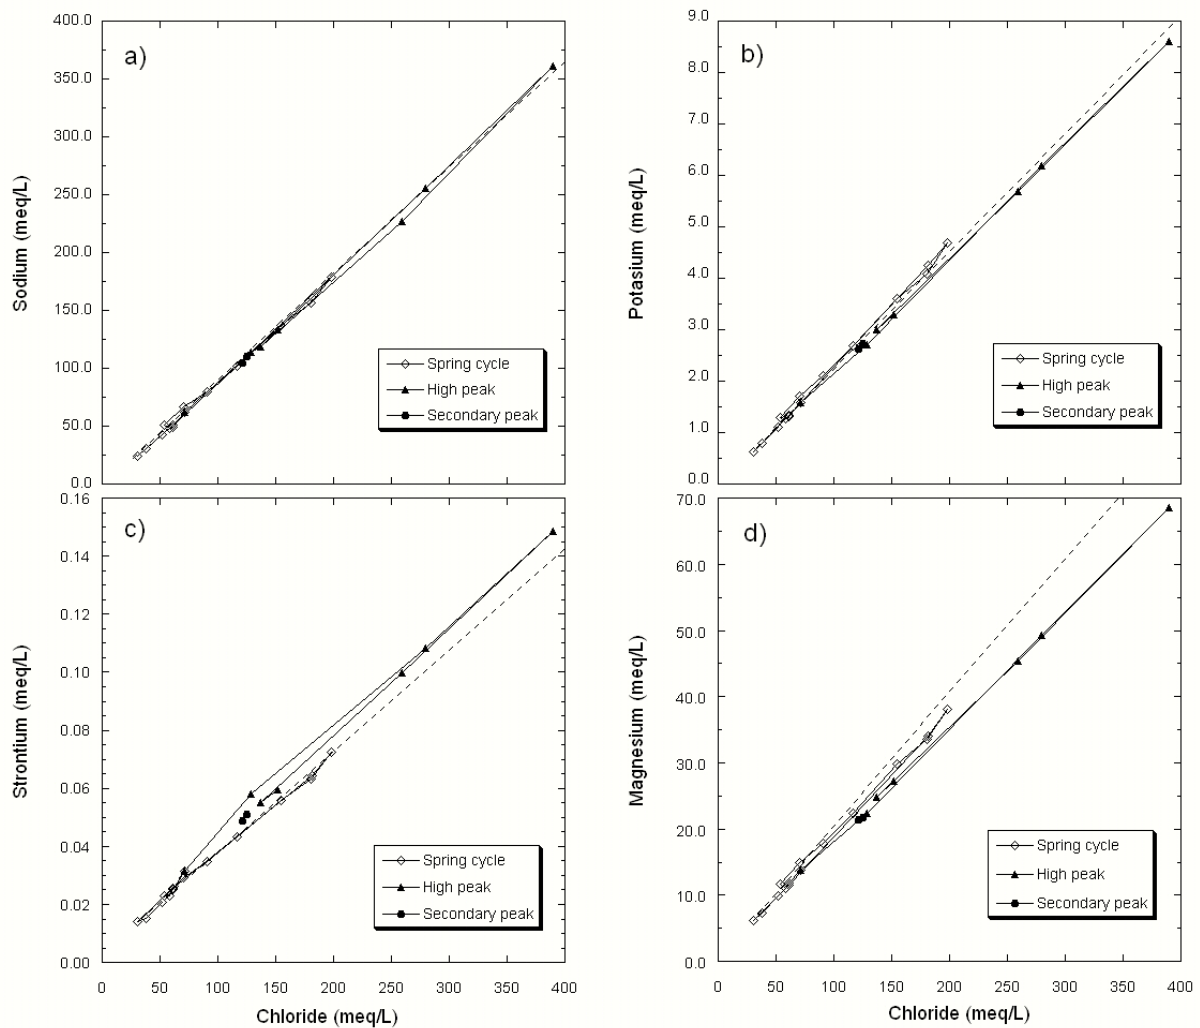 a)
400.0
350.0
300.0
250.0
200.0
150.0
100.0
50.0
0.0
Sodium (meq/L)
Spring cycle
High peak
Secondary peak
b)
9.0
8.0
7.0
6.0
5.0
4.0
3.0
2.0
1.0
0.0
Potasium (meq/L)
Spring cycle
High peak
Secondary peak
c)
0.16
0.14
0.12
0.10
0.08
0.06
0.04
0.02
0.00
Strontium (meq/L)
Spring cycle
High peak
Secondary peak
0 50 100 150 200 250 300 350 400
Chloride (meq/L)
d)
70.0
60.0
50.0
40.0
30.0
20.0
10.0
0.0
Magnesium (meq/L)
Spring cycle
High peak
Secondary peak
0 50 100 150 200 250 300 350 400
Chloride (meq/L)